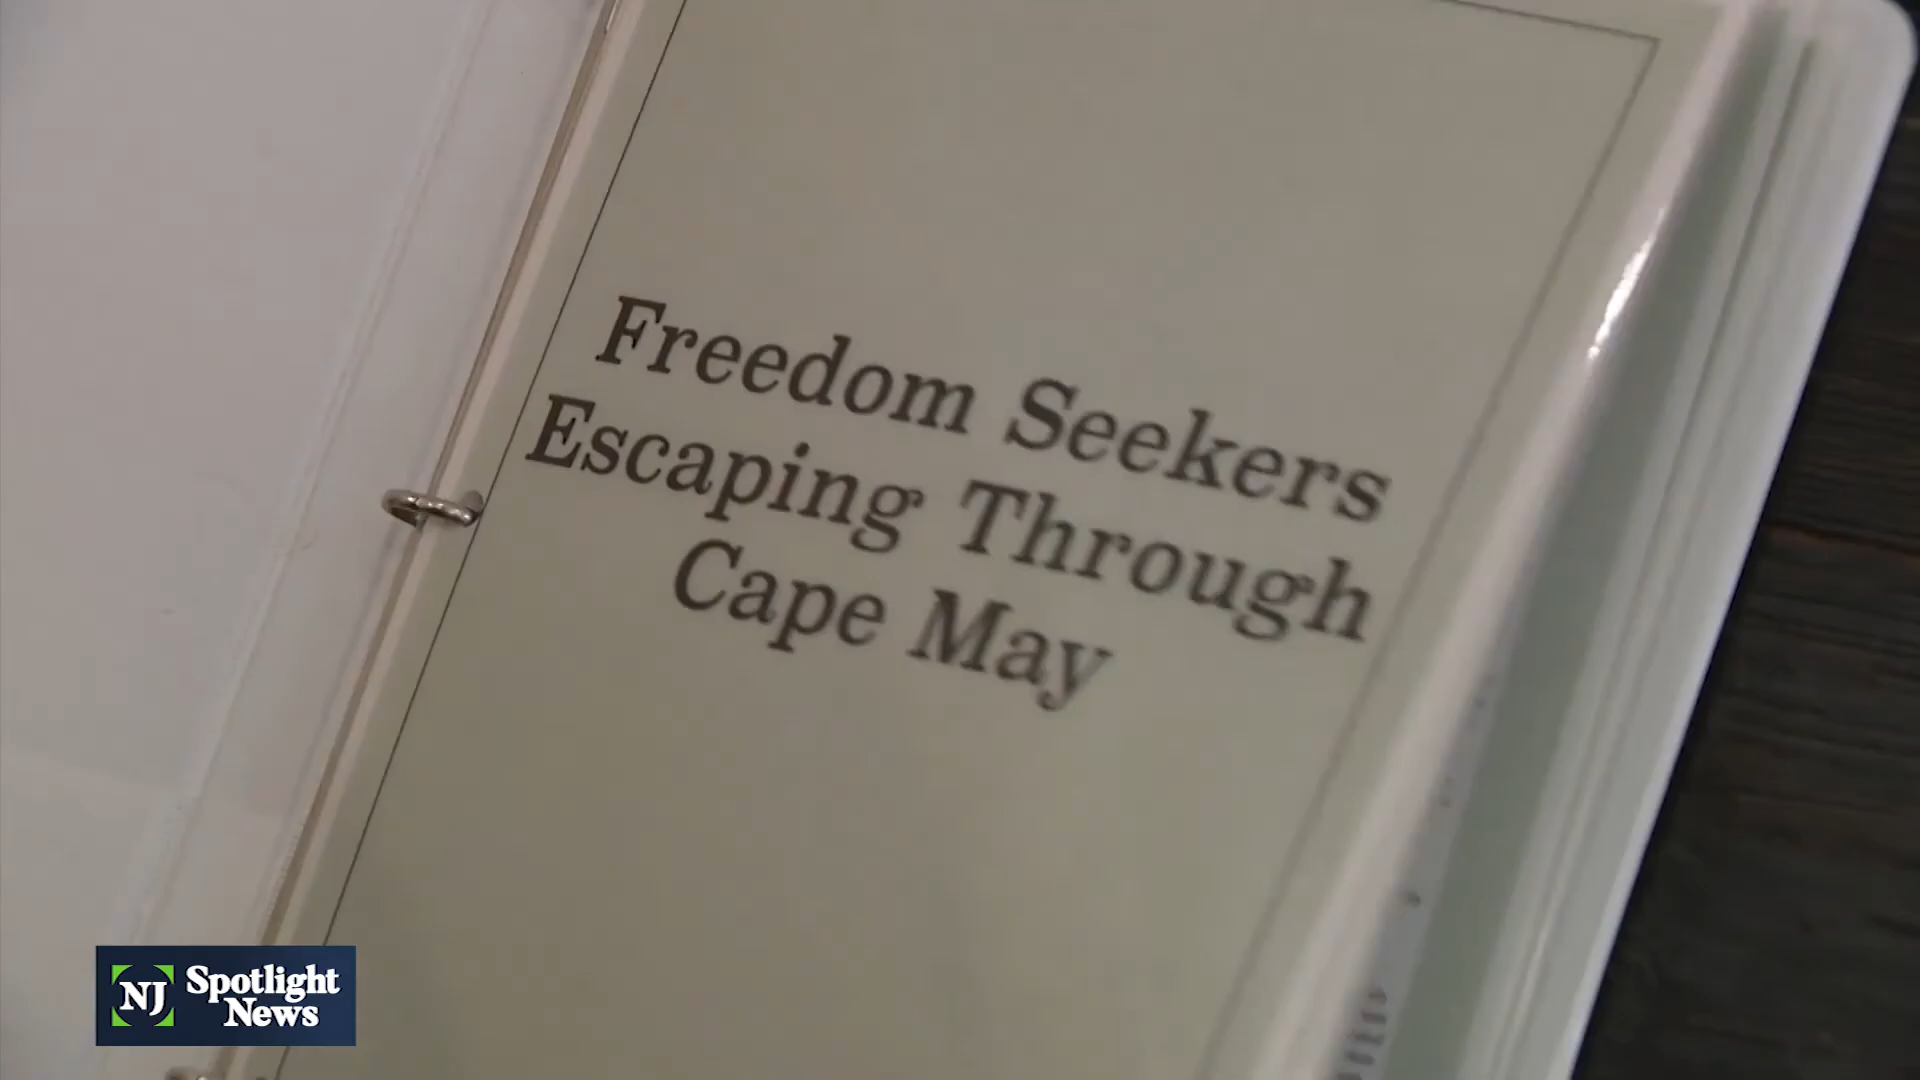 Freedom Seekers
Escaping Through
Cape May
NJ Spotlight
News